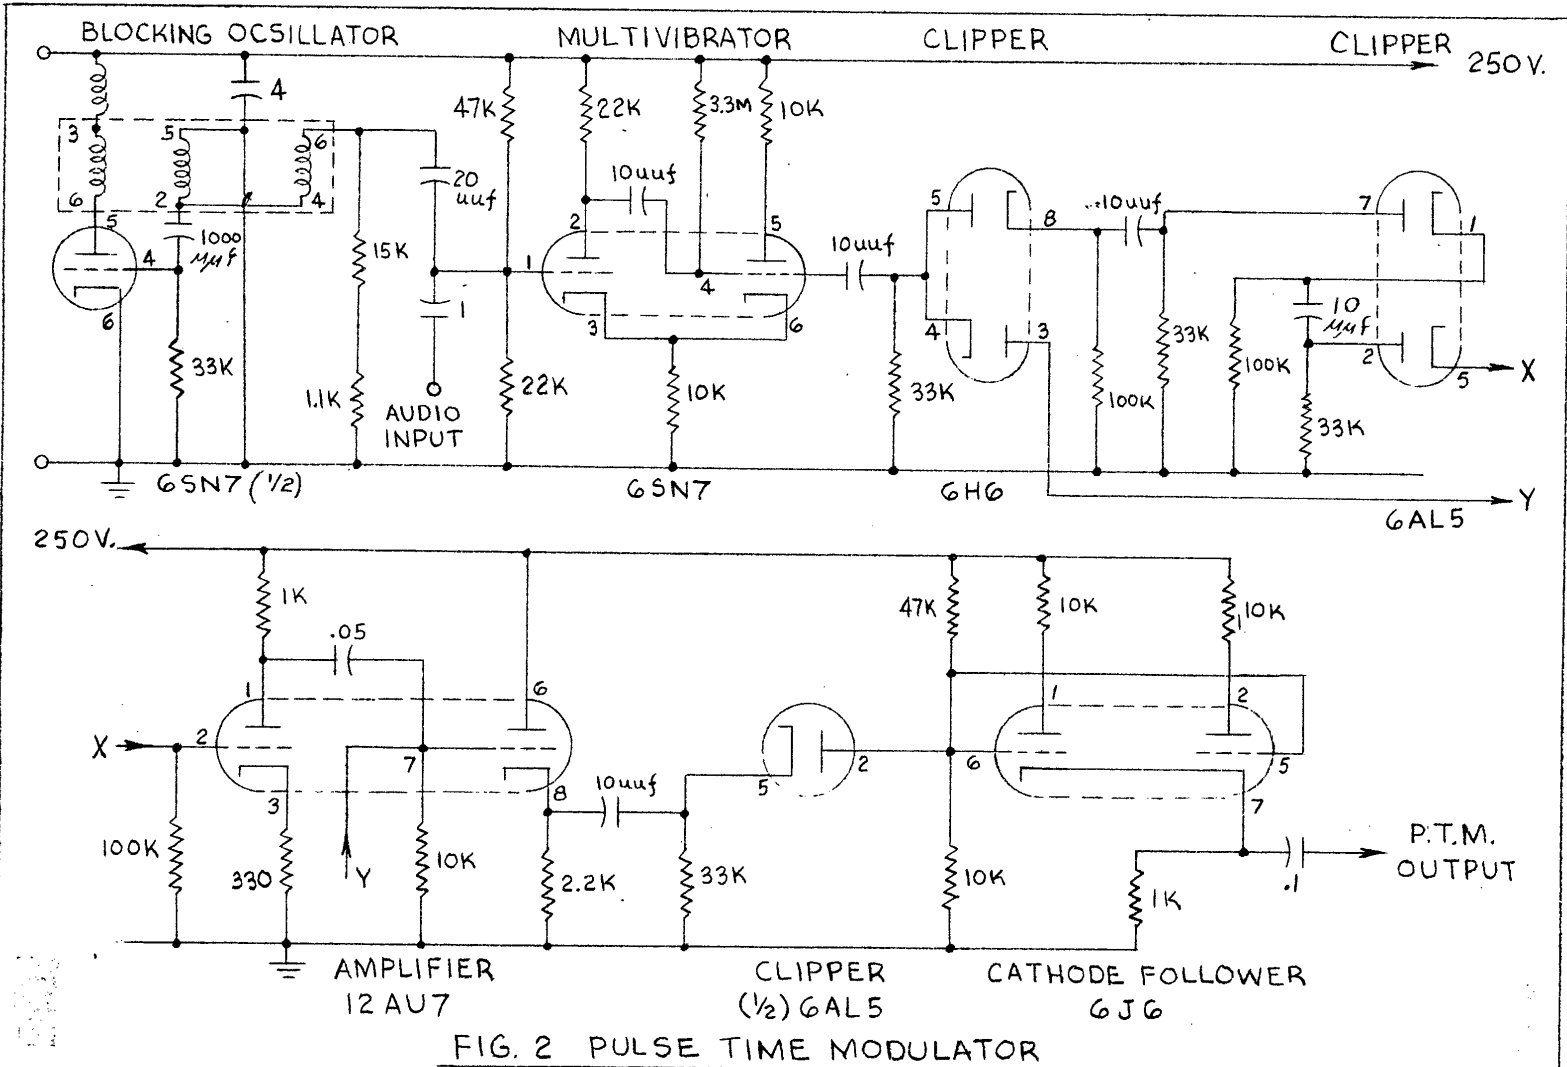 BLOCKING OCSILLATOR
MULTIVIBRATOR
CLIPPER
CLIPPER
250V.
4
47K
22K
3.3M
10K
3
5
6
20
uuf
10uuf
6
2
4
5
1000
μμf
4
6
15K
1
2
5
1
4
3
6
10uuf
5
8
10uuf
7
1
4
3
10
μμf
2
5
X
33K
1.1K
AUDIO
INPUT
22K
10K
33K
100K
33K
100K
33K
6SN7 (1/2)
6SN7
6H6
Y
6AL5
250V.
1K
.05
47K
10K
10K
1
6
1
2
X
2
7
3
8
10uuf
5
2
6
5
7
100K
330
Y
10K
2.2K
33K
10K
1K
.1
P.T.M.
OUTPUT
AMPLIFIER
12AU7
CLIPPER
(1/2) 6AL5
CATHODE FOLLOWER
6J6
FIG. 2 PULSE TIME MODULATOR